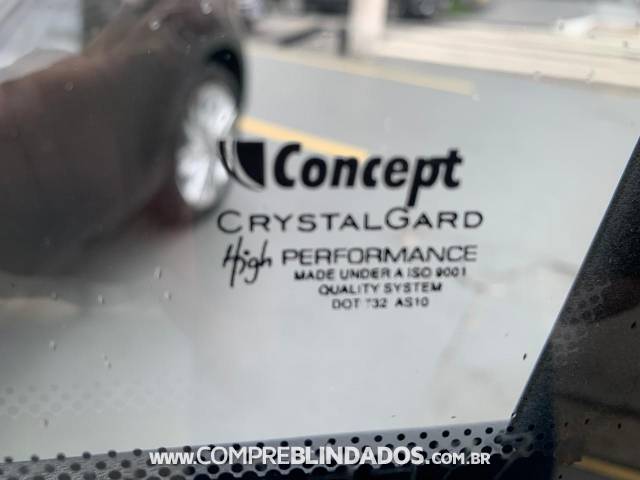 Concept
CRYSTALGARD
High PERFORMANCE
MADE UNDER A ISO 9001
QUALITY SYSTEM
DOT 732 AS10
WWW.COMPREBLINDADOS.COM.BR